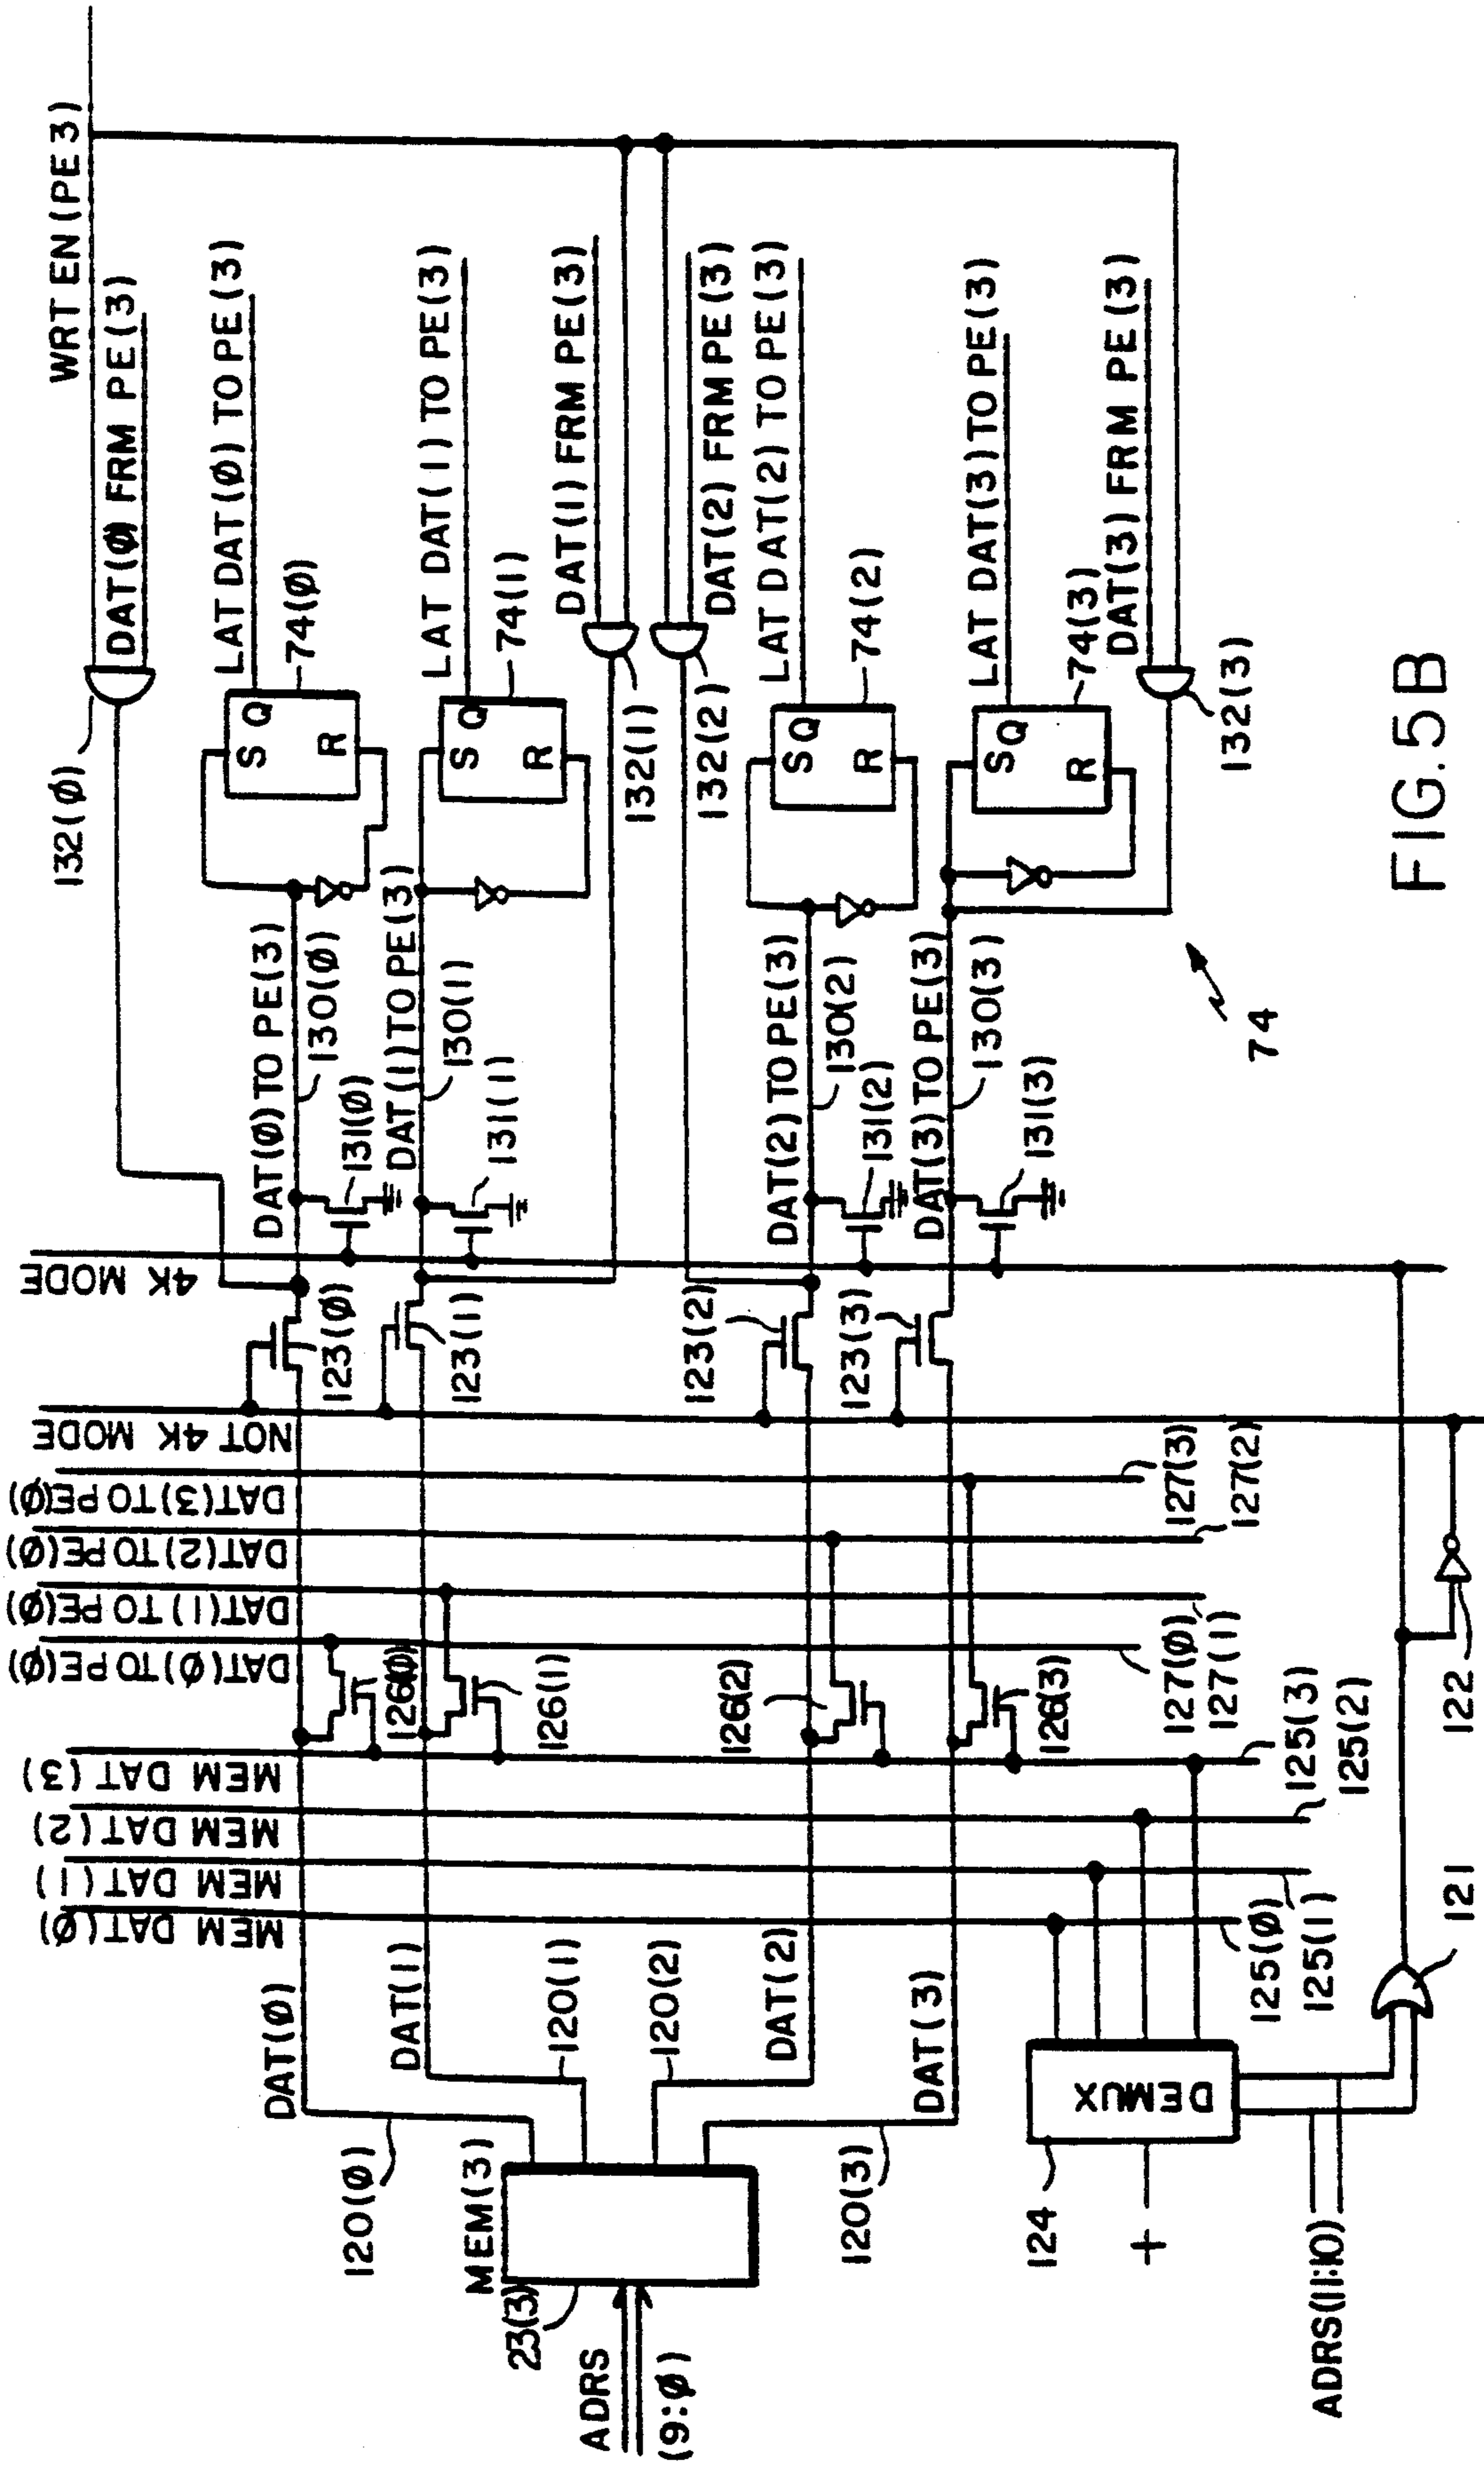 WRT EN (PE 3)
DAT(Ø) FRM PE(3)
132(Ø)
LAT DAT(Ø) TO PE(3)
74(Ø)
S Q
R
LAT DAT(1) TO PE(3)
74(1)
S Q
R
DAT(1) FRM PE(3)
132(1)
132(2)
DAT(2) FRM PE(3)
LAT DAT(2) TO PE(3)
74(2)
S Q
R
LAT DAT(3) TO PE(3)
74(3)
S Q
R
DAT(3) FRM PE(3)
132(3)
DAT(Ø) TO PE(3)
130(Ø)
131(Ø)
DAT(1) TO PE(3)
130(1)
131(1)
DAT(2) TO PE(3)
130(2)
131(2)
DAT(3) TO PE(3)
130(3)
131(3)
74
4K MODE
123(Ø)
123(1)
123(2)
123(3)
NOT 4K MODE
DAT(3) TO PE(Ø)
DAT(2) TO PE(Ø)
DAT(1) TO PE(Ø)
DAT(Ø) TO PE(Ø)
127(3)
127(2)
127(Ø)
127(1)
126(Ø)
126(1)
126(2)
126(3)
MEM DAT(3)
MEM DAT(2)
MEM DAT(1)
MEM DAT(Ø)
125(3)
125(2)
125(Ø)
125(1)
122
121
DAT(Ø)
DAT(1)
DAT(2)
DAT(3)
120(Ø)
120(1)
120(2)
120(3)
MEM(3)
23(3)
ADRS
(9:Ø)
DEMUX
124
+
ADRS(11:10)
FIG. 5B